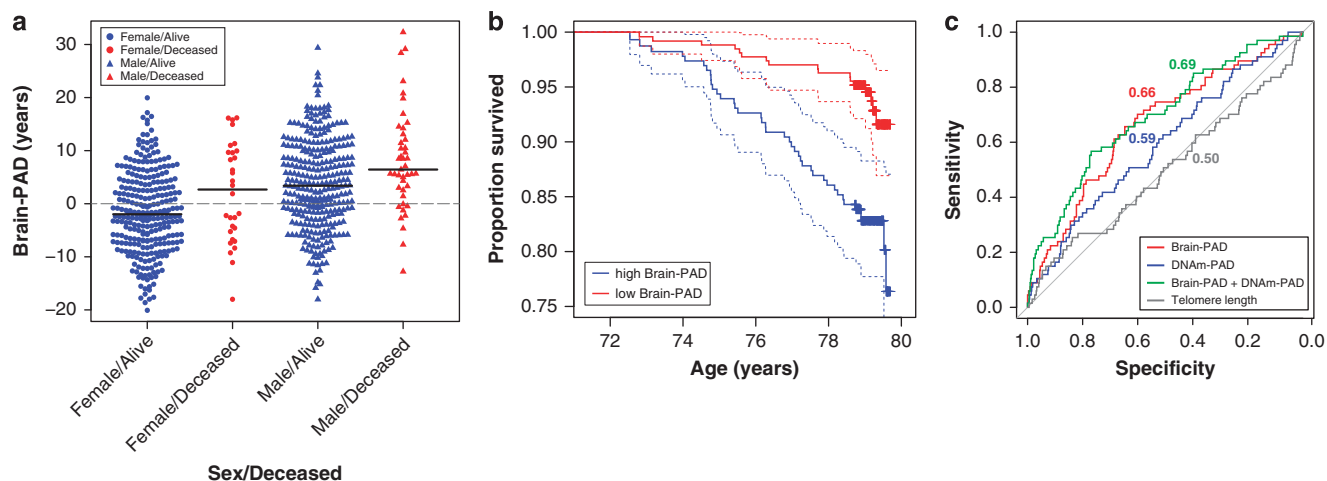 a
Brain-PAD (years)
30
20
10
0
−10
−20
Female/Alive
Female/Deceased
Male/Alive
Male/Deceased
Female/Alive
Female/Deceased
Male/Alive
Male/Deceased
Sex/Deceased
b
Proportion survived
1.00
0.95
0.90
0.85
0.80
0.75
high Brain-PAD
low Brain-PAD
72
74
76
78
80
Age (years)
c
Sensitivity
1.0
0.8
0.6
0.4
0.2
0.0
0.69
0.66
0.59
0.50
Brain-PAD
DNAm-PAD
Brain-PAD + DNAm-PAD
Telomere length
1.0
0.8
0.6
0.4
0.2
0.0
Specificity